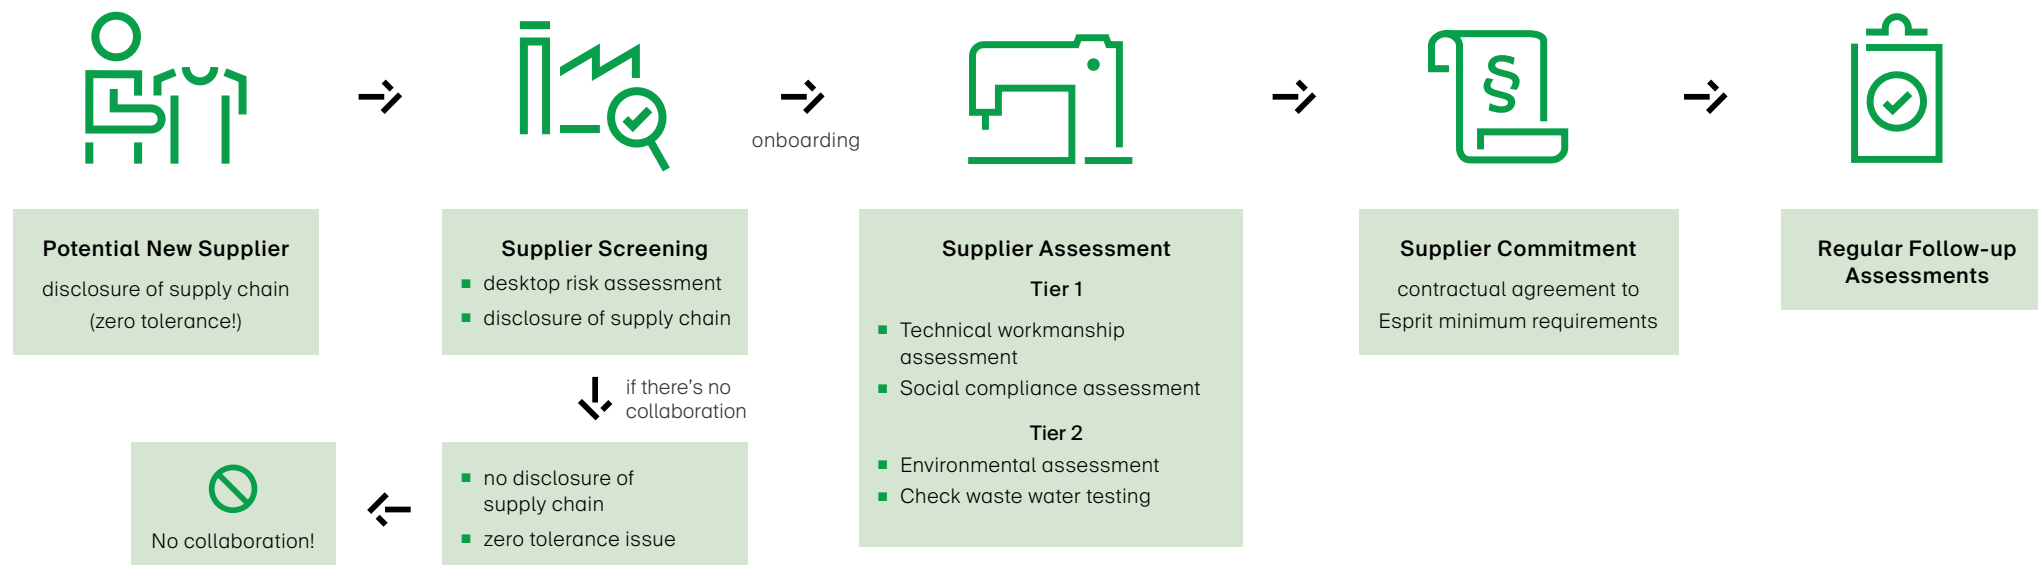 onboarding
Potential New Supplier
disclosure of supply chain
(zero tolerance!)
Supplier Screening
desktop risk assessment
disclosure of supply chain
if there's no
collaboration
no disclosure of
supply chain
zero tolerance issue
No collaboration!
Supplier Assessment
Tier 1
Technical workmanship
assessment
Social compliance assessment
Tier 2
Environmental assessment
Check waste water testing
§
Supplier Commitment
contractual agreement to
Esprit minimum requirements
Regular Follow-up
Assessments